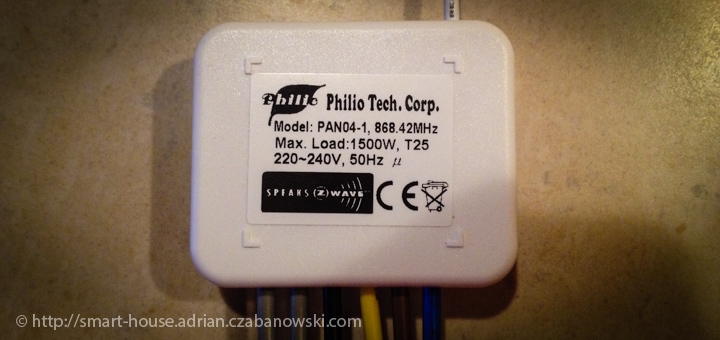 Philio
Philio Tech. Corp.
Model: PAN04-1, 868.42MHz
Max. Load:1500W, T25
220~240V, 50Hz μ
SPEAKS Z WAVE
CE
© http://smart-house.adrian.czabanowski.com